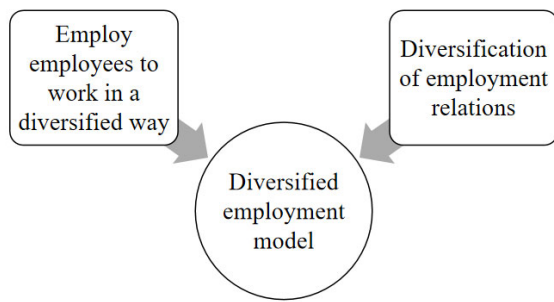 Employ
employees to
work in a
diversified way
Diversification
of employment
relations
Diversified
employment
model